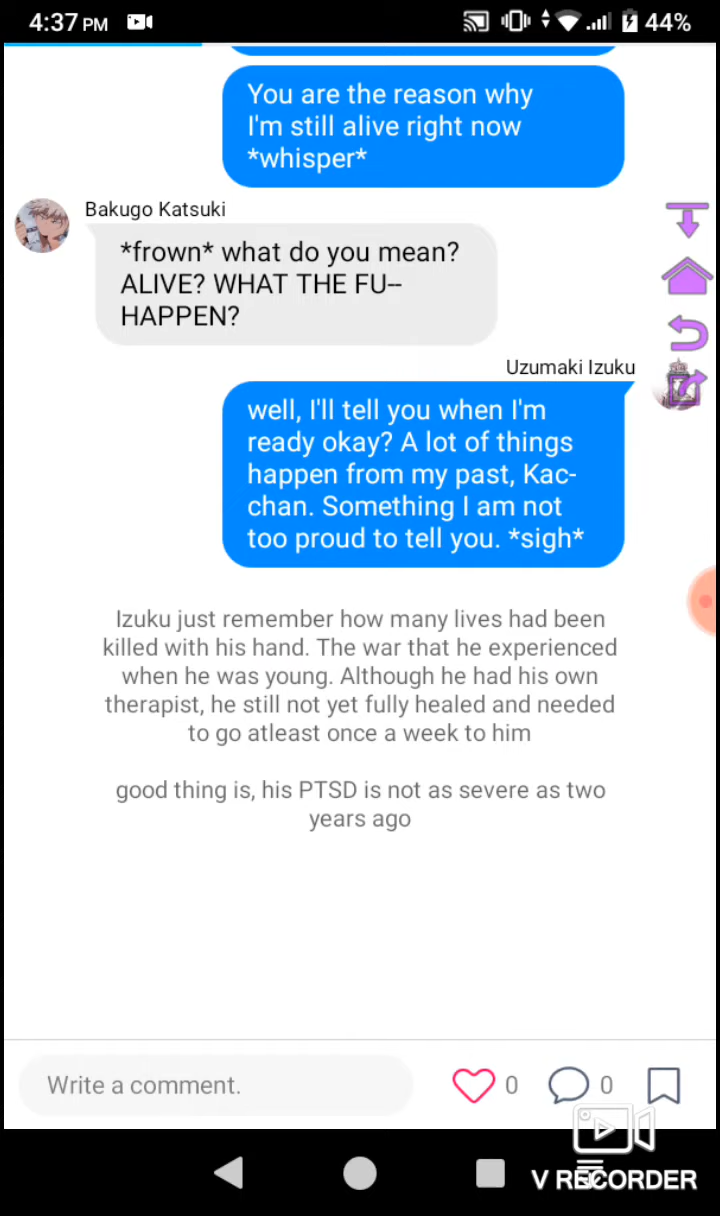 4:37 PM
44%
You are the reason why
I'm still alive right now
*whisper*
Bakugo Katsuki
*frown* what do you mean?
ALIVE? WHAT THE FU--
HAPPEN?
Uzumaki Izuku
well, I'll tell you when I'm
ready okay? A lot of things
happen from my past, Kac-
chan. Something I am not
too proud to tell you. *sigh*
Izuku just remember how many lives had been
killed with his hand. The war that he experienced
when he was young. Although he had his own
therapist, he still not yet fully healed and needed
to go atleast once a week to him
good thing is, his PTSD is not as severe as two
years ago
Write a comment.
0
0
V RECORDER